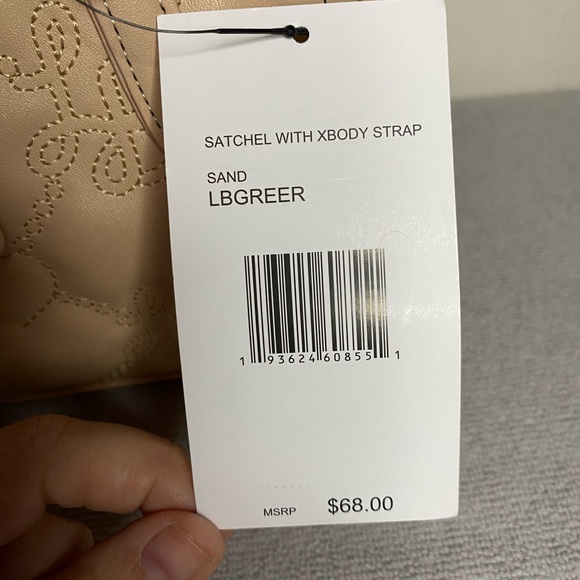 SATCHEL WITH XBODY STRAP
SAND
LBGREER
1 93624 60855 1
MSRP $68.00